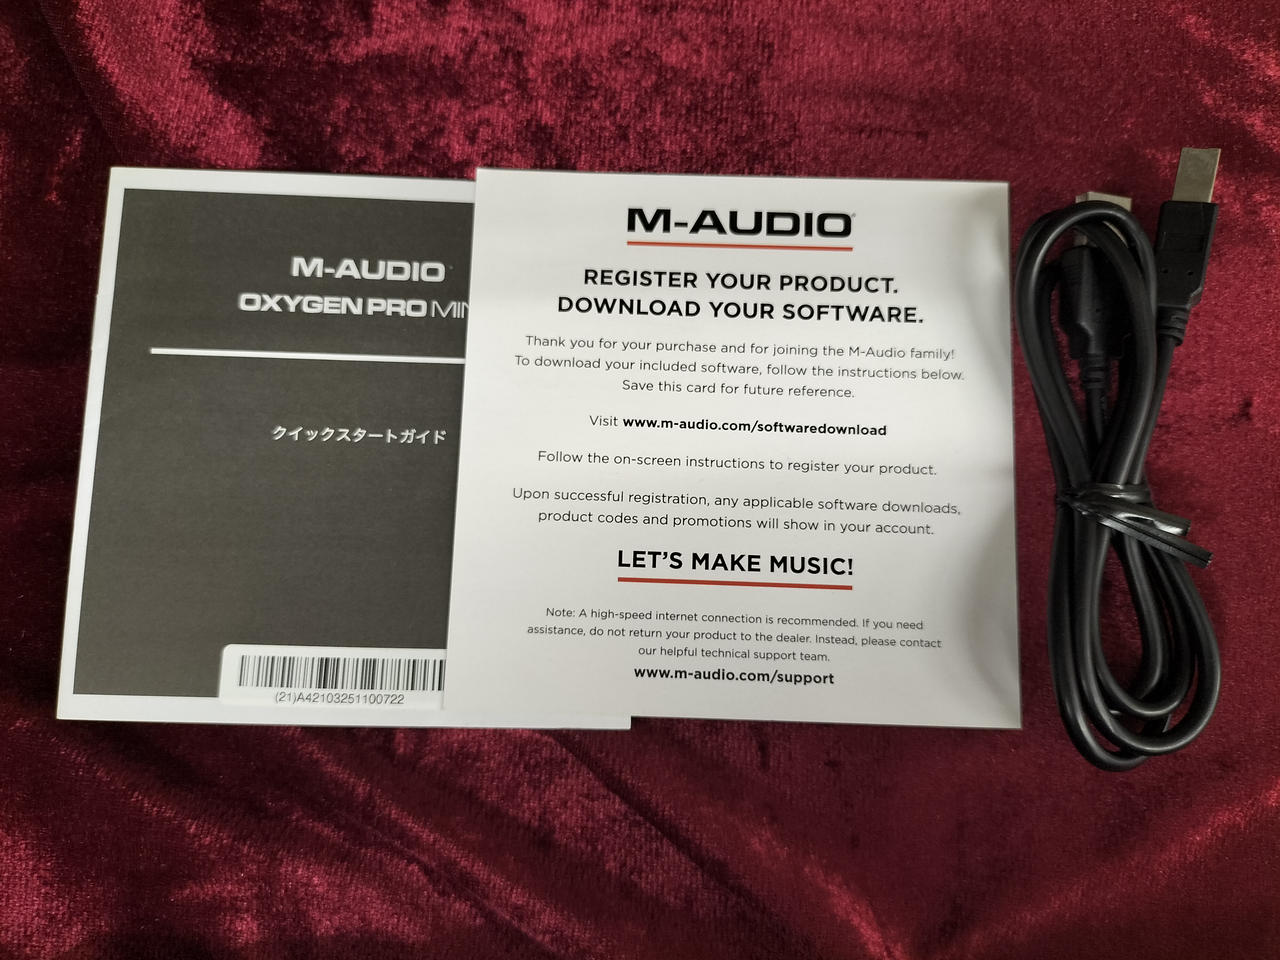 M-AUDIO
OXYGEN PRO
クイックスタートガイド
(21)A42103251100722
M-AUDIO
REGISTER YOUR PRODUCT.
DOWNLOAD YOUR SOFTWARE.
Thank you for your purchase and for joining the M-Audio family!
To download your included software, follow the instructions below.
Save this card for future reference.
Visit www.m-audio.com/softwaredownload
Follow the on-screen instructions to register your product.
Upon successful registration, any applicable software downloads,
product codes and promotions will show in your account.
LET'S MAKE MUSIC!
Note: A high-speed internet connection is recommended. If you need
assistance, do not return your product to the dealer. Instead, please contact
our helpful technical support team.
www.m-audio.com/support